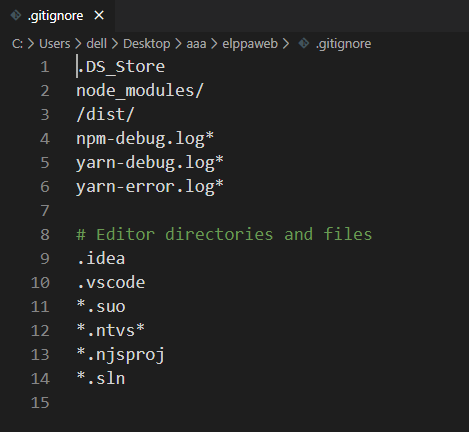 .gitignore ×
C: > Users > dell > Desktop > aaa > elppaweb > .gitignore
1 .DS_Store
2 node_modules/
3 /dist/
4 npm-debug.log*
5 yarn-debug.log*
6 yarn-error.log*
7
8 # Editor directories and files
9 .idea
10 .vscode
11 *.suo
12 *.ntvs*
13 *.njsproj
14 *.sln
15